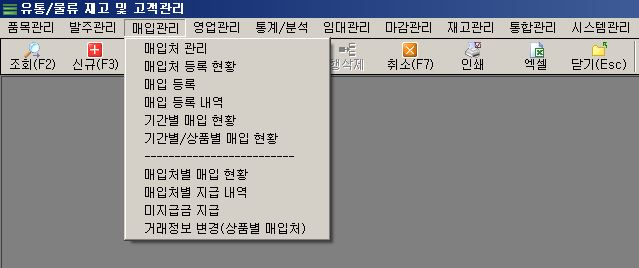 유통/물류 재고 및 고객관리
품목관리 발주관리 매입관리 영업관리 통계/분석 임대관리 마감관리 재고관리 통합관리 시스템관리
조회(F2) 신규(F3) 행삭제 취소(F7) 인쇄 엑셀 닫기(Esc)
매입처 관리
매입처 등록 현황
매입 등록
매입 등록 내역
기간별 매입 현황
기간별/상품별 매입 현황
-------------------------
매입처별 매입 현황
매입처별 지급 내역
미지급금 지급
거래정보 변경(상품별 매입처)